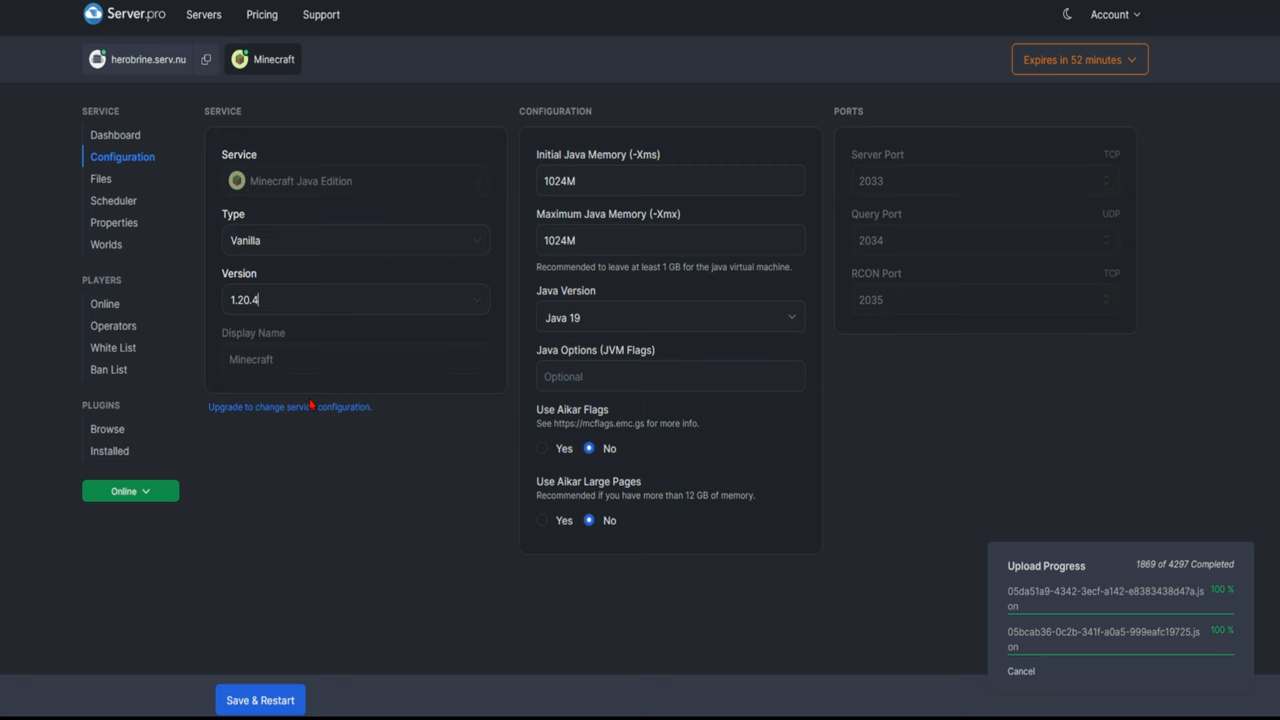 Server.pro
Servers
Pricing
Support
Account
herobrine.serv.nu
Minecraft
Expires in 52 minutes
SERVICE
Dashboard
Configuration
Files
Scheduler
Properties
Worlds
PLAYERS
Online
Operators
White List
Ban List
PLUGINS
Browse
Installed
Online
SERVICE
Service
Minecraft Java Edition
Type
Vanilla
Version
1.20.4
Display Name
Minecraft
Upgrade to change service configuration.
CONFIGURATION
Initial Java Memory (-Xms)
1024M
Maximum Java Memory (-Xmx)
1024M
Recommended to leave at least 1 GB for the java virtual machine.
Java Version
Java 19
Java Options (JVM Flags)
Optional
Use Aikar Flags
See https://mcflags.emc.gs for more info.
Yes No
Use Aikar Large Pages
Recommended if you have more than 12 GB of memory.
Yes No
PORTS
Server Port TCP
2033
Query Port UDP
2034
RCON Port TCP
2035
Upload Progress 1869 of 4297 Completed
05da51a9-4342-3ecf-a142-e8383438d47a.js 100 %
on
05bcab36-0c2b-341f-a0a5-999eafc19725.js 100 %
on
Cancel
Save & Restart